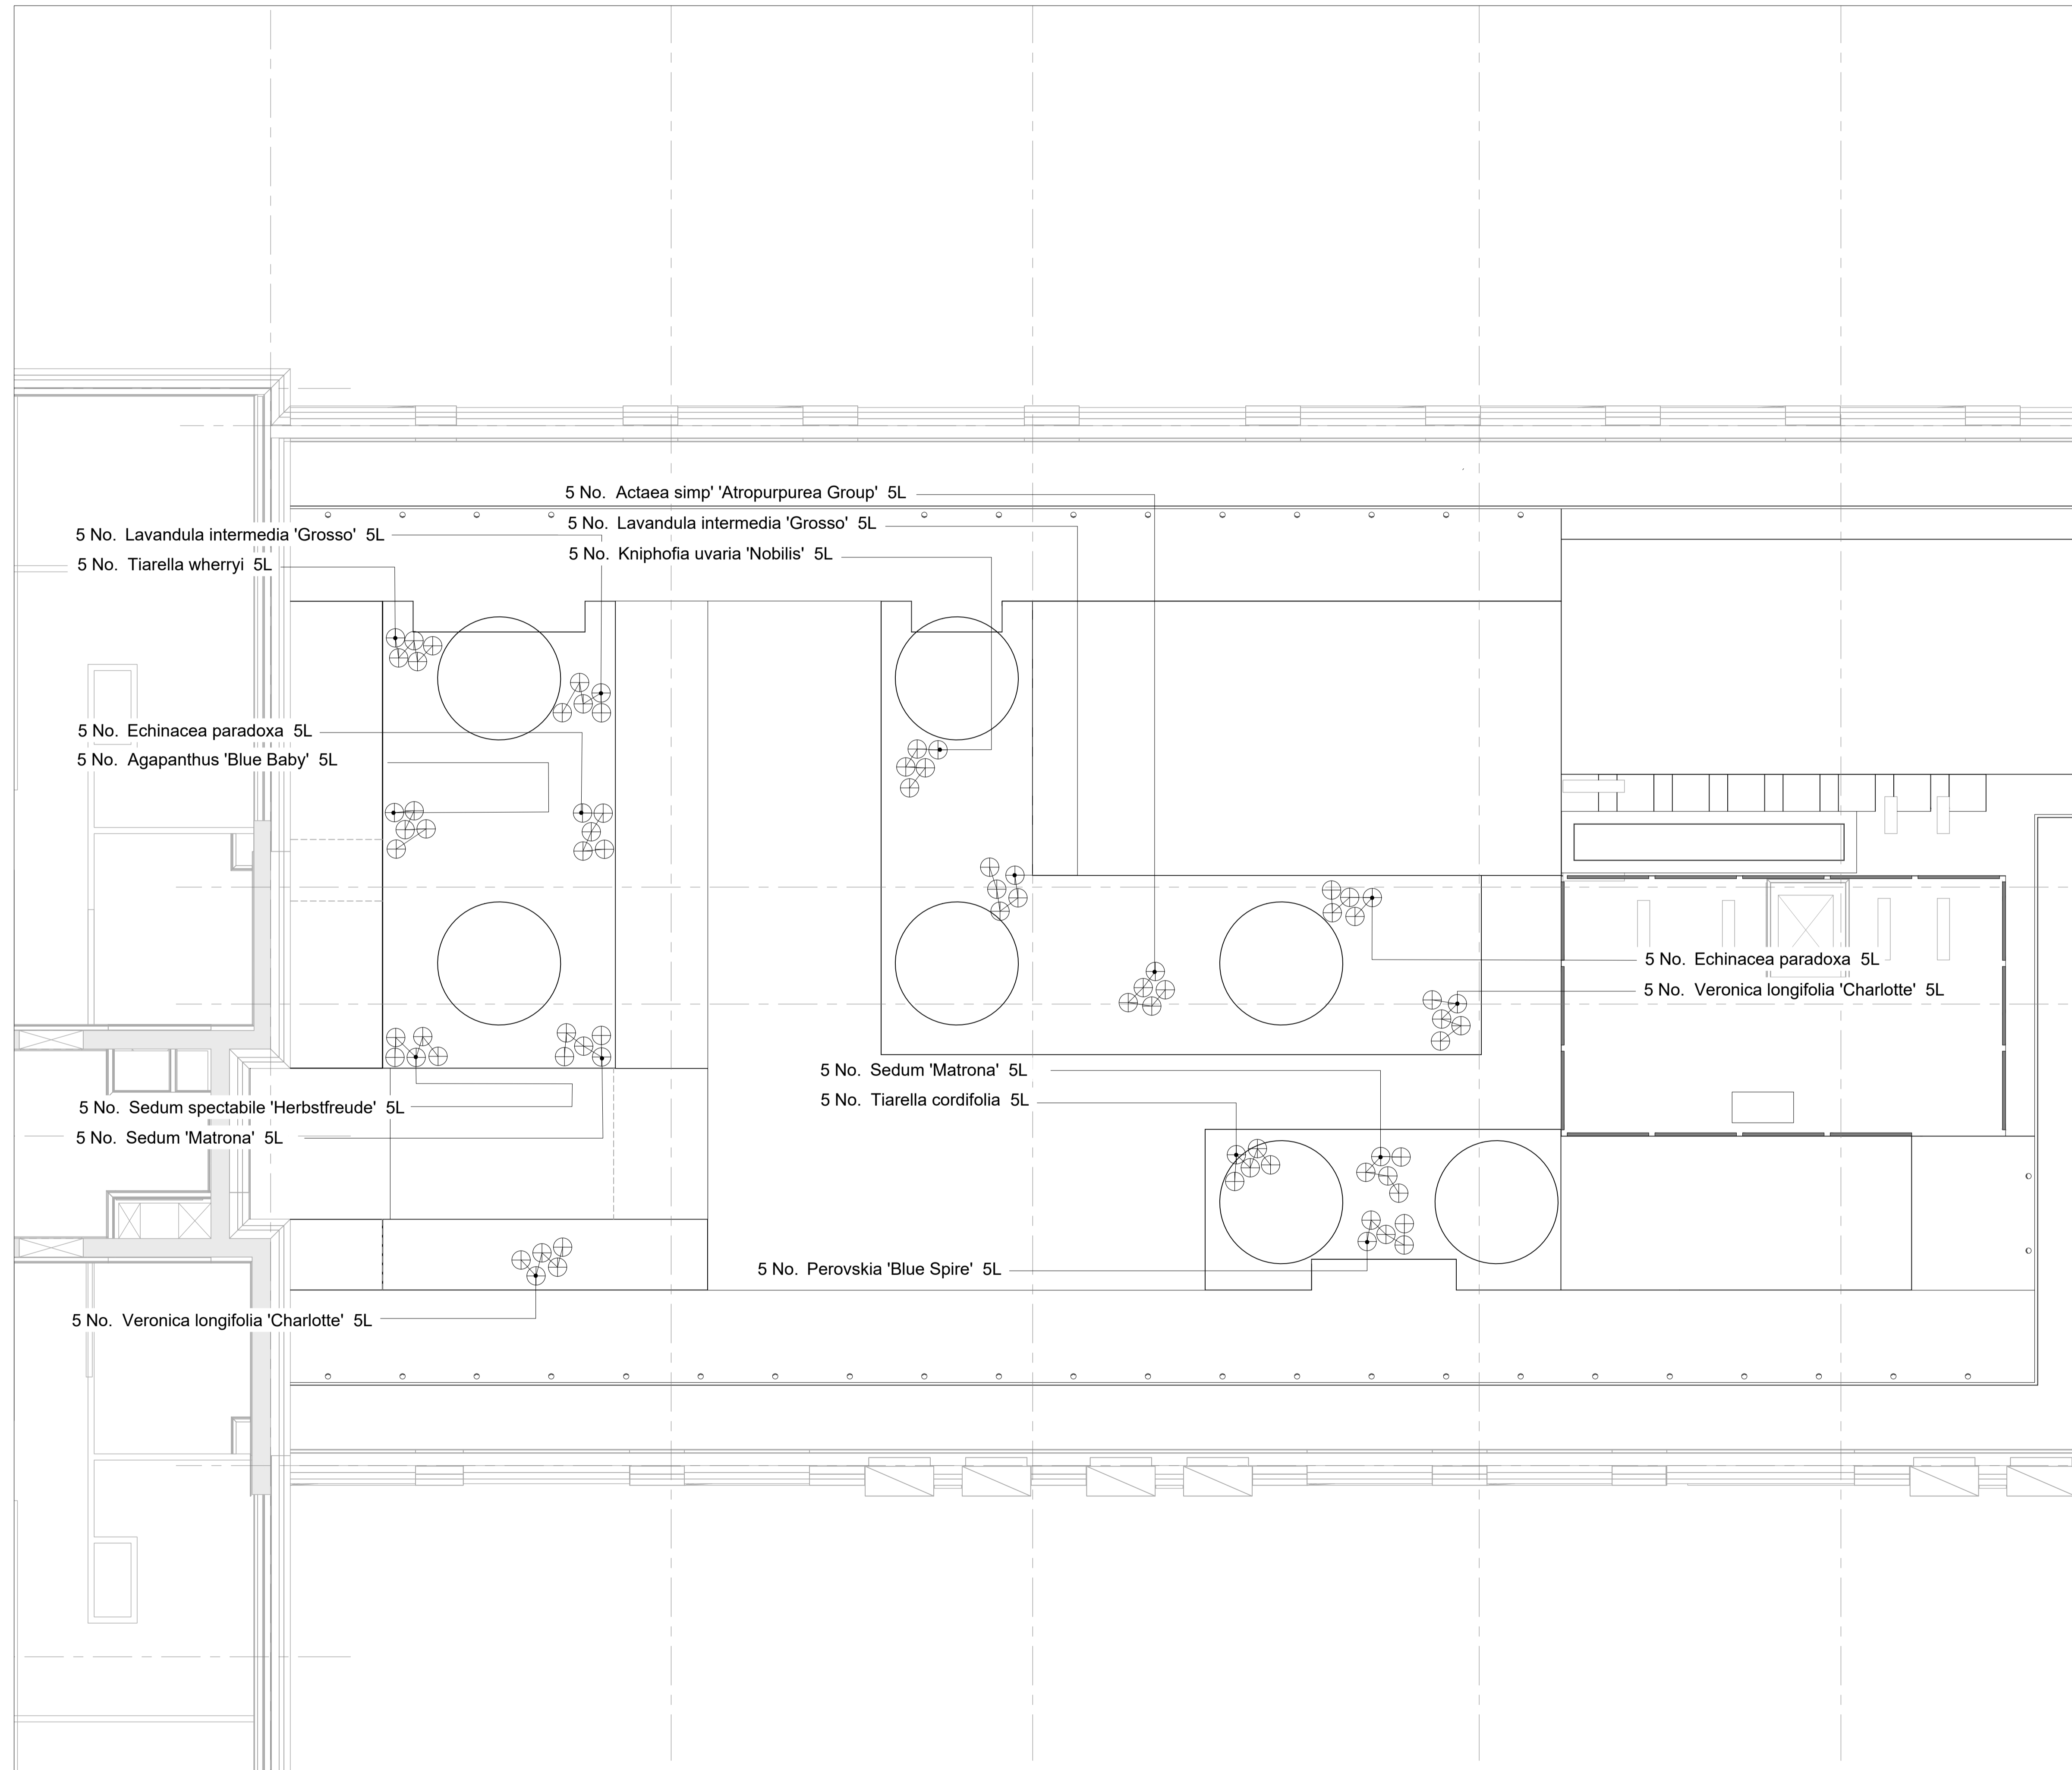 5 No.  Actaea simp' 'Atropurpurea Group'  5L
5 No.  Lavandula intermedia 'Grosso'  5L
5 No.  Kniphofia uvaria 'Nobilis'  5L
5 No.  Lavandula intermedia 'Grosso'  5L
5 No.  Tiarella wherryi  5L
5 No.  Echinacea paradoxa  5L
5 No.  Agapanthus 'Blue Baby'  5L
5 No.  Echinacea paradoxa  5L
5 No.  Veronica longifolia 'Charlotte'  5L
5 No.  Sedum 'Matrona'  5L
5 No.  Tiarella cordifolia  5L
5 No.  Sedum spectabile 'Herbstfreude'  5L
5 No.  Sedum 'Matrona'  5L
5 No.  Perovskia 'Blue Spire'  5L
5 No.  Veronica longifolia 'Charlotte'  5L